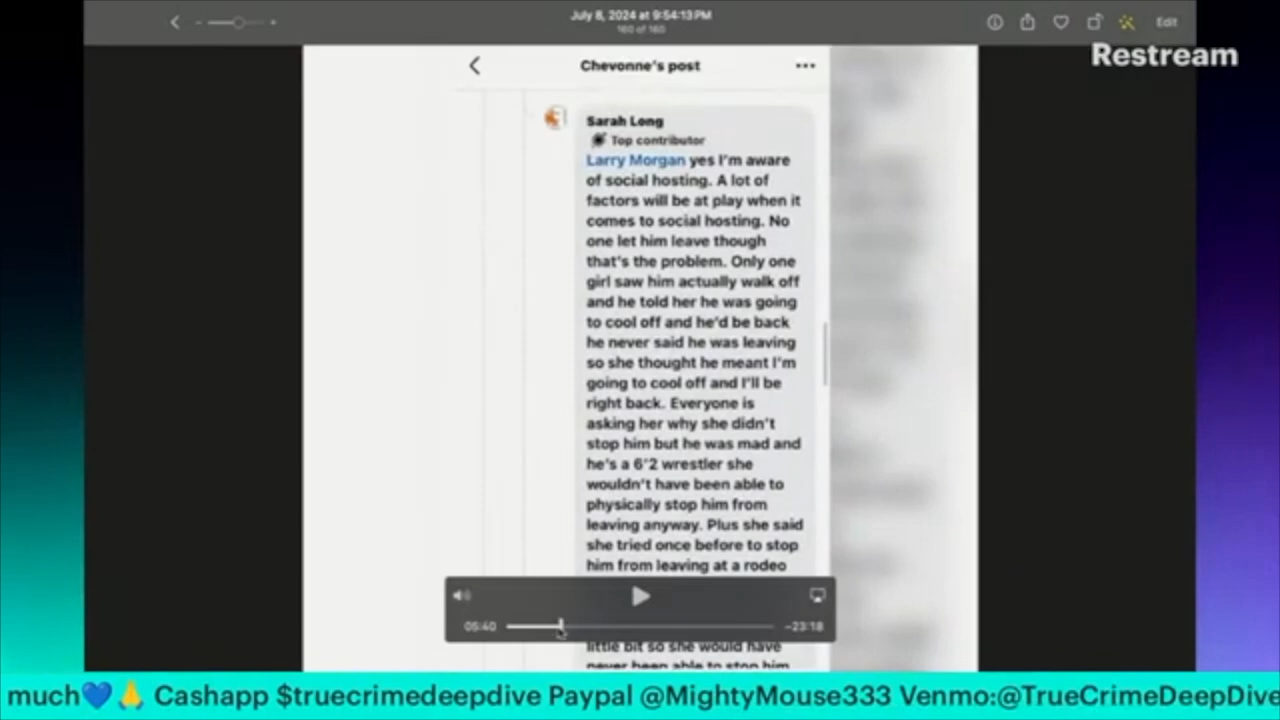 July 8, 2024 at 9:54:13 PM
160 of 160
Edit
Restream
Chevonne's post
Sarah Long
Top contributor
Larry Morgan yes I'm aware
of social hosting. A lot of
factors will be at play when it
comes to social hosting. No
one let him leave though
that's the problem. Only one
girl saw him actually walk off
and he told her he was going
to cool off and he'd be back
he never said he was leaving
so she thought he meant I'm
going to cool off and I'll be
right back. Everyone is
asking her why she didn't
stop him but he was mad and
he's a 6'2 wrestler she
wouldn't have been able to
physically stop him from
leaving anyway. Plus she said
she tried once before to stop
him from leaving at a rodeo
05:40
-23:18
little bit so she would have
never been able to stop him
much💙🙏 Cashapp $truecrimedeepdive Paypal @MightyMouse333 Venmo:@TrueCrimeDeepDive